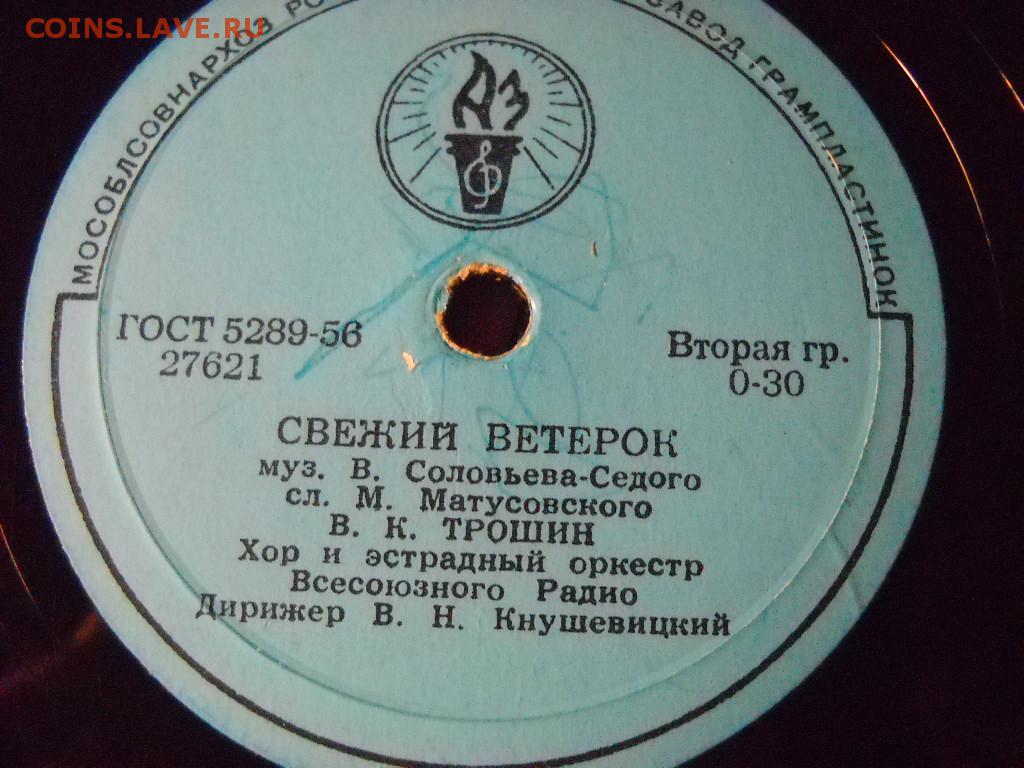 COINS.LAVE.RU
МОСОБЛСОВНАРХОЗ
ЗАВОД ГРАМПЛАСТИНОК
АЗ
ГОСТ 5289-56
27621
Вторая гр.
0-30
СВЕЖИЙ ВЕТЕРОК
муз. В. Соловьева-Седого
сл. М. Матусовского
В. К. ТРОШИН
Хор и эстрадный оркестр
Всесоюзного Радио
Дирижер В. Н. Кнушевицкий